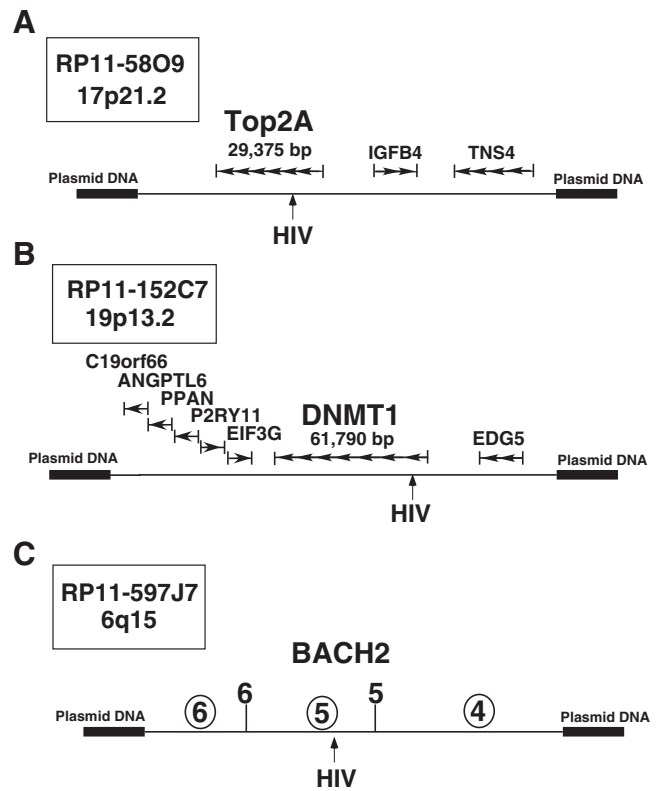 A
RP11-58O9
17p21.2
Top2A
29,375 bp
IGFB4
TNS4
Plasmid DNA
Plasmid DNA
HIV
B
RP11-152C7
19p13.2
C19orf66
ANGPTL6
PPAN
P2RY11
EIF3G
DNMT1
61,790 bp
EDG5
Plasmid DNA
Plasmid DNA
HIV
C
RP11-597J7
6q15
BACH2
6
5
Plasmid DNA
6
5
4
Plasmid DNA
HIV